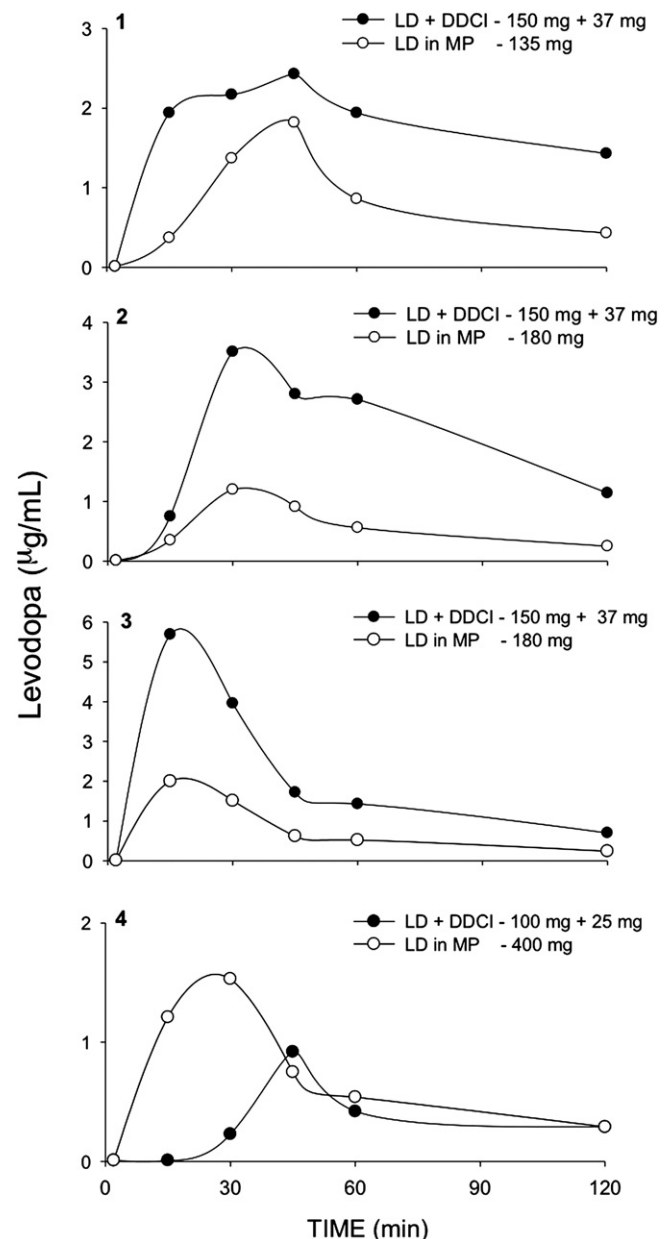 1
LD + DDCI - 150 mg + 37 mg
LD in MP - 135 mg
3
2
1
0
2
LD + DDCI - 150 mg + 37 mg
LD in MP - 180 mg
4
3
2
1
0
3
LD + DDCI - 150 mg + 37 mg
LD in MP - 180 mg
6
5
4
3
2
1
0
4
LD + DDCI - 100 mg + 25 mg
LD in MP - 400 mg
2
1
0
0 30 60 90 120
TIME (min)
Levodopa (µg/mL)